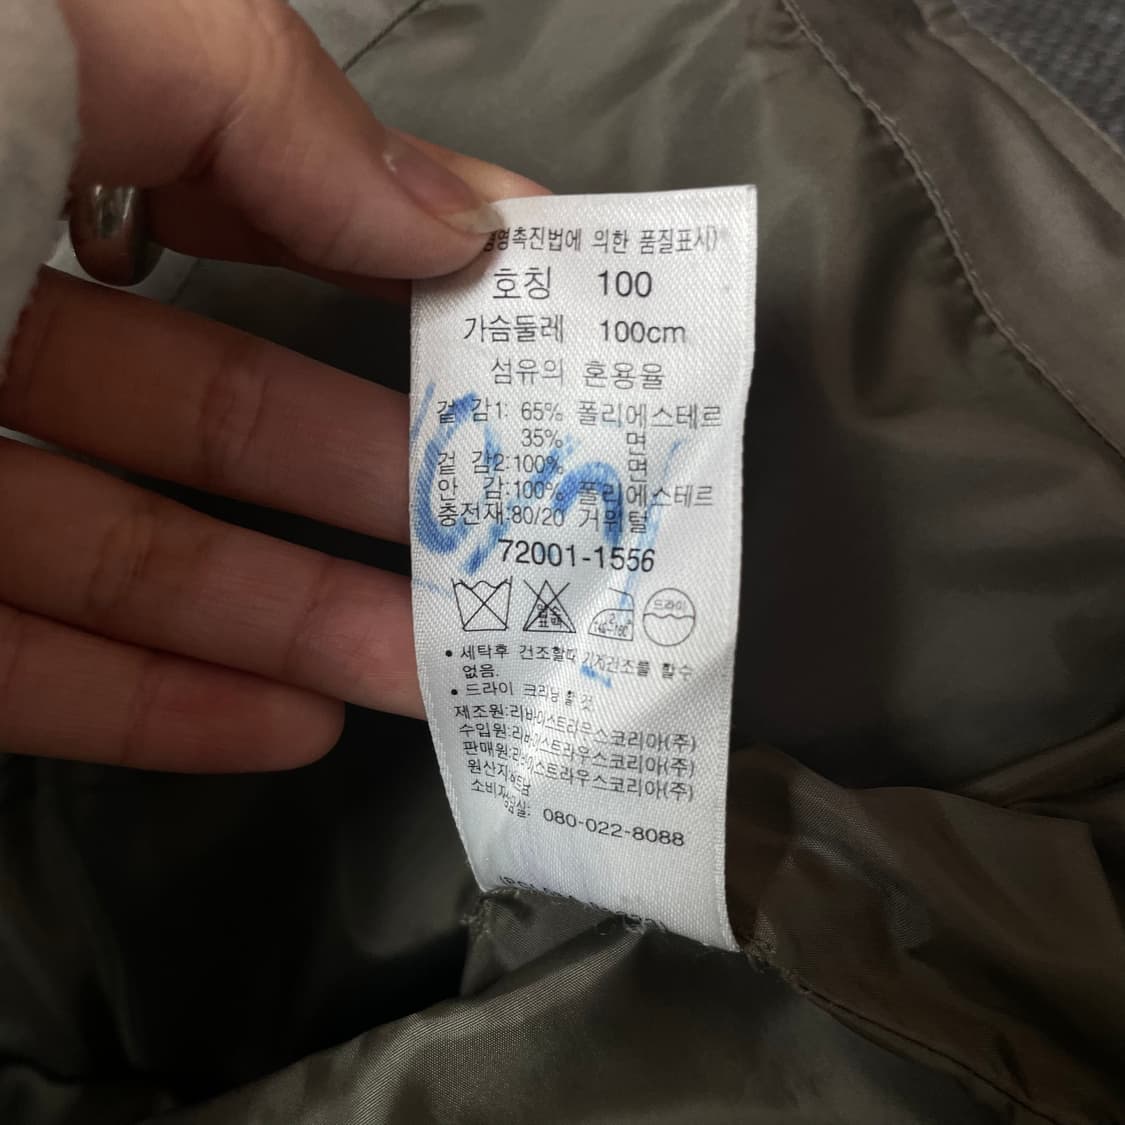 촉진법에 의한 품질표시)
호칭 100
가슴둘레 100cm
섬유의 혼용율
겉 감1: 65% 폴리에스테르
35% 면
겉 감2:100% 면
안 감:100% 폴리에스테르
충전재:80/20 거위털
72001-1556
드라이
• 세탁후 건조할때 기계건조를 할수
없음.
• 드라이 크리닝 할 것
제조원:리바이스트라우스코리아(주)
수입원:리바이스트라우스코리아(주)
판매원:리바이스트라우스코리아(주)
원산지:베트남
080-022-8088